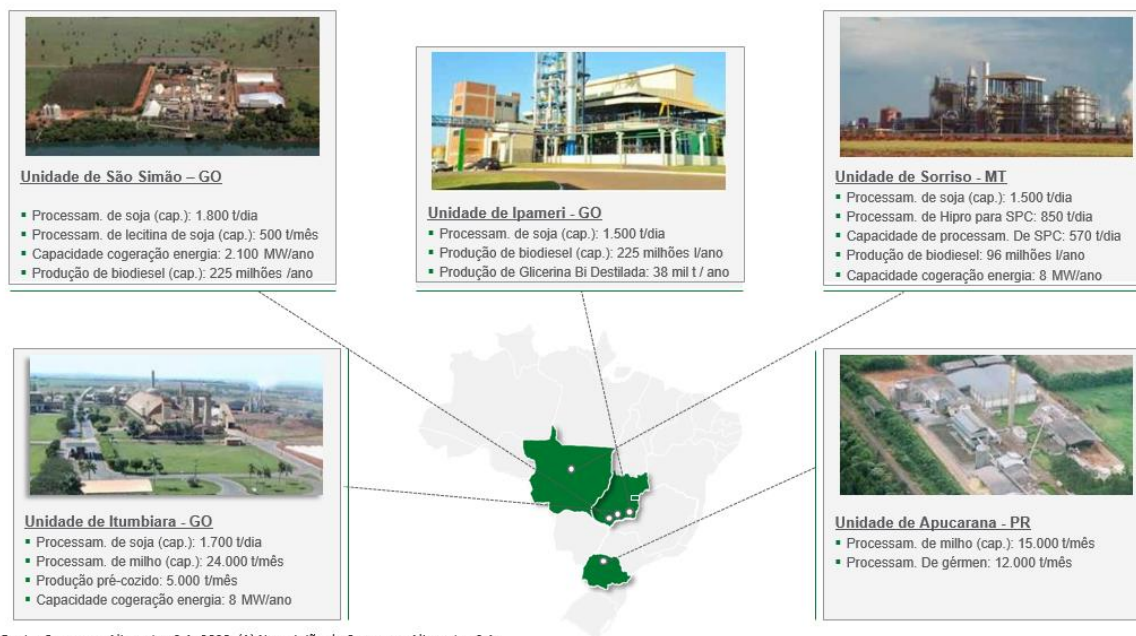 Unidade de São Simão – GO
▪ Processam. de soja (cap.): 1.800 t/dia
▪ Processam. de lecitina de soja (cap.): 500 t/mês
▪ Capacidade cogeração energia: 2.100 MW/ano
▪ Produção de biodiesel (cap.): 225 milhões /ano
Unidade de Ipameri - GO
▪ Processam. de soja (cap.): 1.500 t/dia
▪ Produção de biodiesel (cap.): 225 milhões l/ano
▪ Produção de Glicerina Bi Destilada: 38 mil t / ano
Unidade de Sorriso - MT
▪ Processam. de soja (cap.): 1.500 t/dia
▪ Processam. de Hipro para SPC: 850 t/dia
▪ Capacidade de processam. De SPC: 570 t/dia
▪ Produção de biodiesel: 96 milhões l/ano
▪ Capacidade cogeração energia: 8 MW/ano
Unidade de Itumbiara - GO
▪ Processam. de soja (cap.): 1.700 t/dia
▪ Processam. de milho (cap.): 24.000 t/mês
▪ Produção pré-cozido: 5.000 t/mês
▪ Capacidade cogeração energia: 8 MW/ano
Unidade de Apucarana - PR
▪ Processam. de milho (cap.): 15.000 t/mês
▪ Processam. De gérmen: 12.000 t/mês